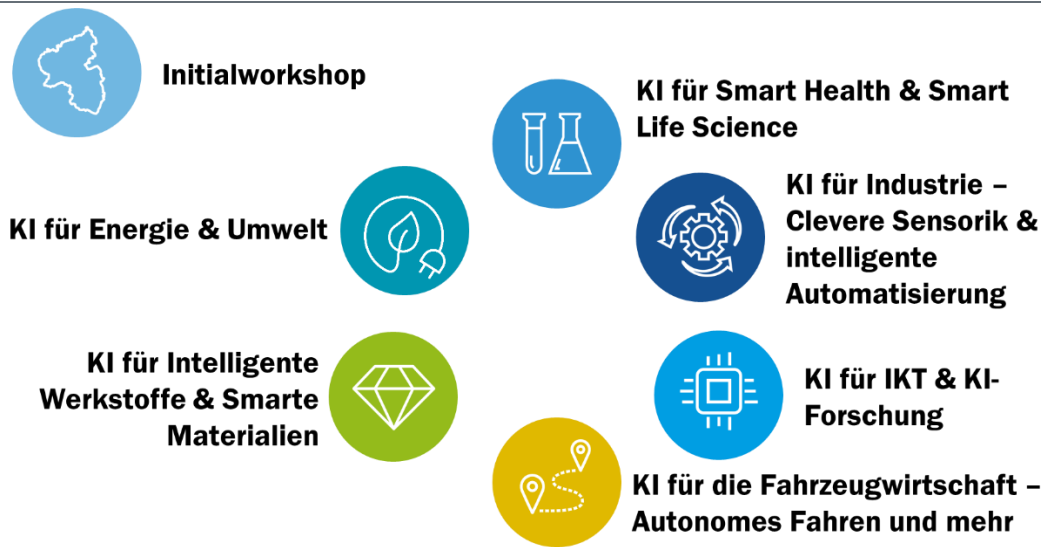 Initialworkshop
KI für Smart Health & Smart
Life Science
KI für Industrie –
Clevere Sensorik &
intelligente
Automatisierung
KI für Energie & Umwelt
KI für Intelligente
Werkstoffe & Smarte
Materialien
KI für IKT & KI-
Forschung
KI für die Fahrzeugwirtschaft –
Autonomes Fahren und mehr